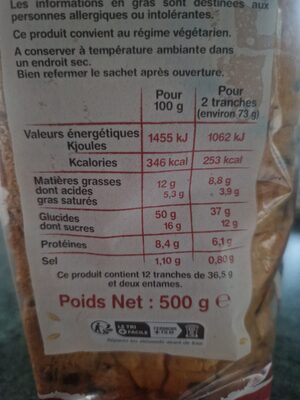 Les informations en gras sont destinées aux
personnes allergiques ou intolérantes.
Ce produit convient au régime végétarien.
A conserver à température ambiante dans
un endroit sec.
Bien refermer le sachet après ouverture.
Pour 100 g
Pour 2 tranches (environ 73 g)
Valeurs énergétiques
Kjoules 1455 kJ 1062 kJ
Kcalories 346 kcal 253 kcal
Matières grasses 12 g 8,8 g
dont acides
gras saturés 5,3 g 3,9 g
Glucides 50 g 37 g
dont sucres 16 g 12 g
Protéines 8,4 g 6,1 g
Sel 1,10 g 0,80 g
Ce produit contient 12 tranches de 36,5 g
et deux entames.
Poids Net : 500 g e
LE TRI
+ FACILE